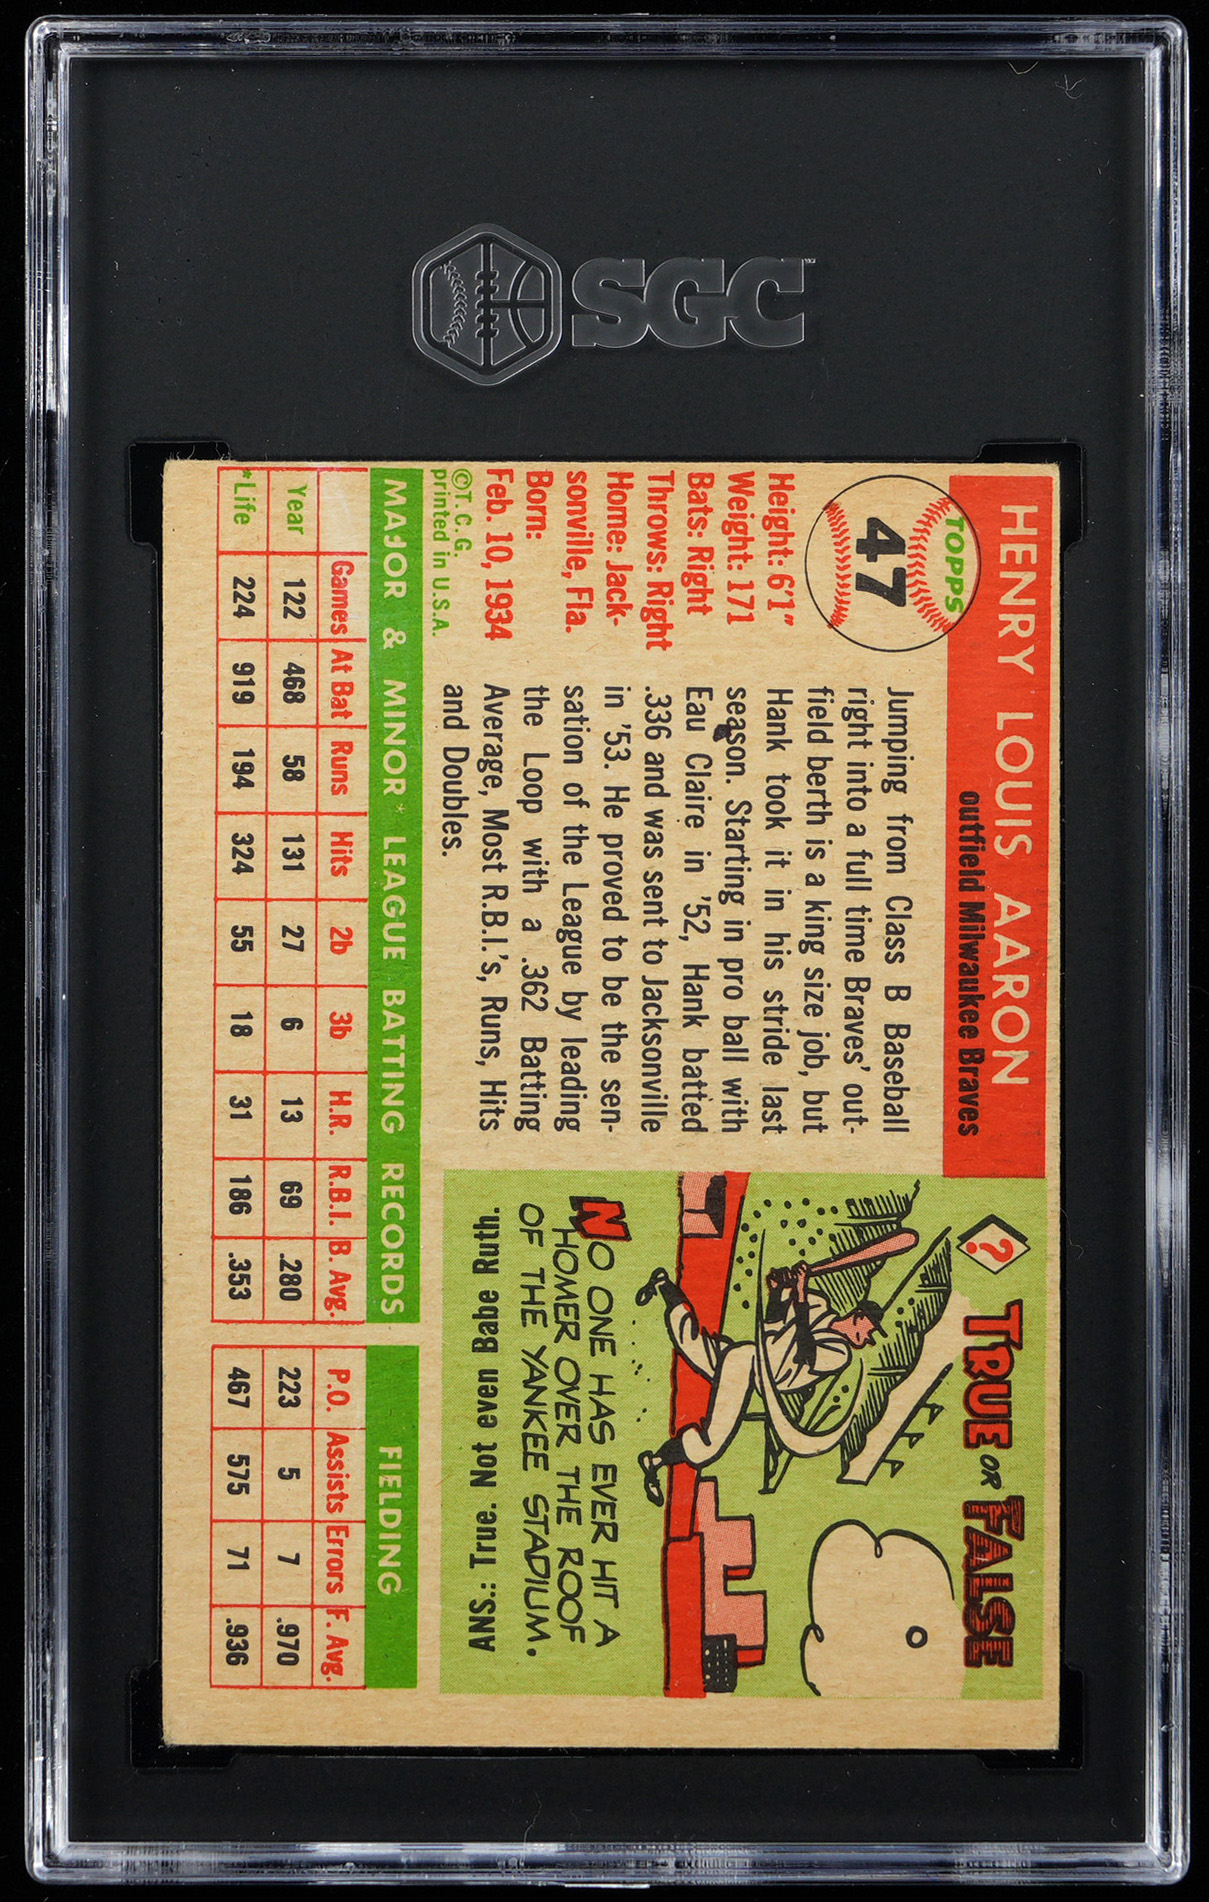 SGC
HENRY LOUIS AARON
outfield Milwaukee Braves
TOPPS
47
Height: 6'1"
Weight: 171
Bats: Right
Throws: Right
Home: Jack-
sonville, Fla.
Born:
Feb. 10, 1934
©T. C. G.
printed in U.S.A.
Jumping from Class B Baseball
right into a full time Braves' out-
field berth is a king size job, but
Hank took it in his stride last
season. Starting in pro ball with
Eau Claire in '52, Hank batted
.336 and was sent to Jacksonville
in '53. He proved to be the sen-
sation of the League by leading
the Loop with a .362 Batting
Average, Most R.B.I.'s, Runs, Hits
and Doubles.
? TRUE OR FALSE
NO ONE HAS EVER HIT A
HOMER OVER THE ROOF
OF THE YANKEE STADIUM.
ANS: True. Not even Babe Ruth.
MAJOR & MINOR* LEAGUE BATTING RECORDS FIELDING
Games At Bat Runs Hits 2b 3b H.R. R.B.I. B. Avg. P.O. Assists Errors F. Avg.
Year 122 468 58 131 27 6 13 69 .280 223 5 7 .970
*Life 224 919 194 324 55 18 31 186 .353 467 575 71 .936